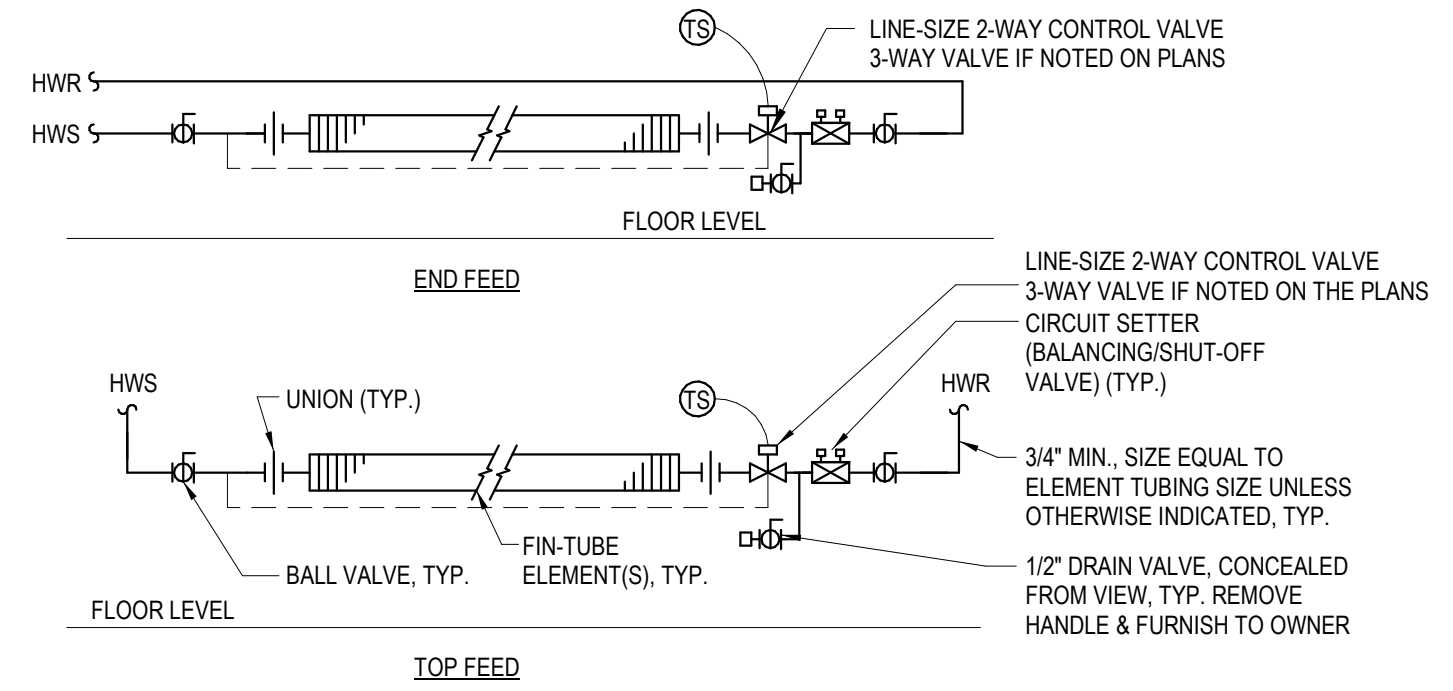 TS
LINE-SIZE 2-WAY CONTROL VALVE
3-WAY VALVE IF NOTED ON PLANS
HWR
HWS
FLOOR LEVEL
END FEED
LINE-SIZE 2-WAY CONTROL VALVE
3-WAY VALVE IF NOTED ON THE PLANS
CIRCUIT SETTER
(BALANCING/SHUT-OFF
VALVE) (TYP.)
HWS
UNION (TYP.)
TS
HWR
3/4" MIN., SIZE EQUAL TO
ELEMENT TUBING SIZE UNLESS
OTHERWISE INDICATED, TYP.
BALL VALVE, TYP.
FIN-TUBE
ELEMENT(S), TYP.
1/2" DRAIN VALVE, CONCEALED
FROM VIEW, TYP. REMOVE
HANDLE & FURNISH TO OWNER
FLOOR LEVEL
TOP FEED